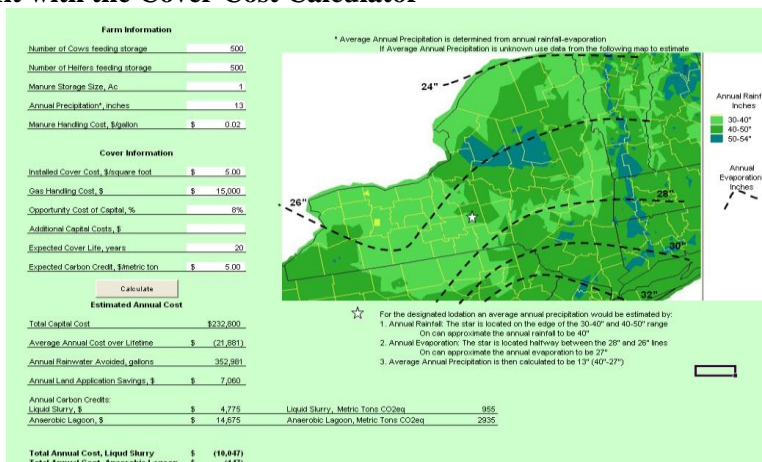 nt with the Cover Cost Calculator
Farm Information
Number of Cows feeding storage 500
Number of Heifers feeding storage 500
Manure Storage Size, Ac 1
Annual Precipitation*, inches 13
Manure Handling Cost, $/gallon $ 0.02
Cover Information
Installed Cover Cost, $/square foot $ 5.00
Gas Handling Cost, $ $ 15,000
Opportunity Cost of Capital, % 8%
Additional Capital Costs, $
Expected Cover Life, years 20
Expected Carbon Credit, $/metric ton $ 5.00
Calculate
Estimated Annual Cost
Total Capital Cost $232,800
Average Annual Cost over Lifetime $ (21,881)
Annual Rainwater Avoided, gallons 352,981
Annual Land Application Savings, $ $ 7,060
Annual Carbon Credits:
Liquid Slurry, $ $ 4,775 Liquid Slurry, Metric Tons CO2eq 955
Anaerobic Lagoon, $ $ 14,675 Anaerobic Lagoon, Metric Tons CO2eq 2935
Total Annual Cost, Liqud Slurry $ (10,047)
* Average Annual Precipitation is determined from annual rainfall-evaporation
If Average Annual Precipitation is unknown use data from the following map to estimate
24"
26"
28"
30"
32"
Annual Rainf
Inches
30-40"
40-50"
50-54"
Annual
Evaporation
Inches
For the designated lodation an average annual precipitation would be estimated by:
1. Annual Rainfall: The star is located on the edge of the 30-40" and 40-50" range
On can approximate the annual rainfall to be 40"
2. Annual Evaporation: The star is located halfway between the 28" and 26" lines
On can approximate the annual evaporation to be 27"
3. Average Annual Precipitation is then calculated to be 13" (40"-27")